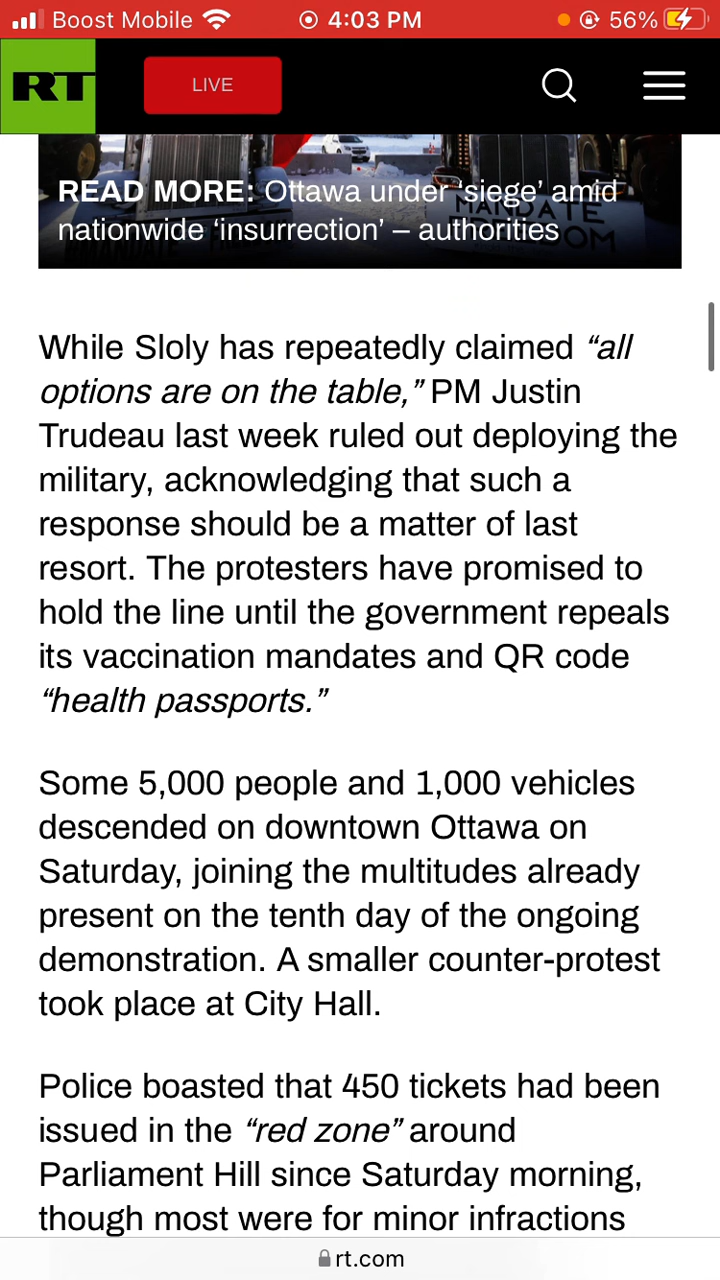 Boost Mobile 4:03 PM 56%
RT LIVE
READ MORE: Ottawa under ‘siege’ amid
nationwide ‘insurrection’ – authorities
MANDATE
FREEDOM
While Sloly has repeatedly claimed “all
options are on the table,” PM Justin
Trudeau last week ruled out deploying the
military, acknowledging that such a
response should be a matter of last
resort. The protesters have promised to
hold the line until the government repeals
its vaccination mandates and QR code
“health passports.”
Some 5,000 people and 1,000 vehicles
descended on downtown Ottawa on
Saturday, joining the multitudes already
present on the tenth day of the ongoing
demonstration. A smaller counter-protest
took place at City Hall.
Police boasted that 450 tickets had been
issued in the “red zone” around
Parliament Hill since Saturday morning,
though most were for minor infractions
rt.com